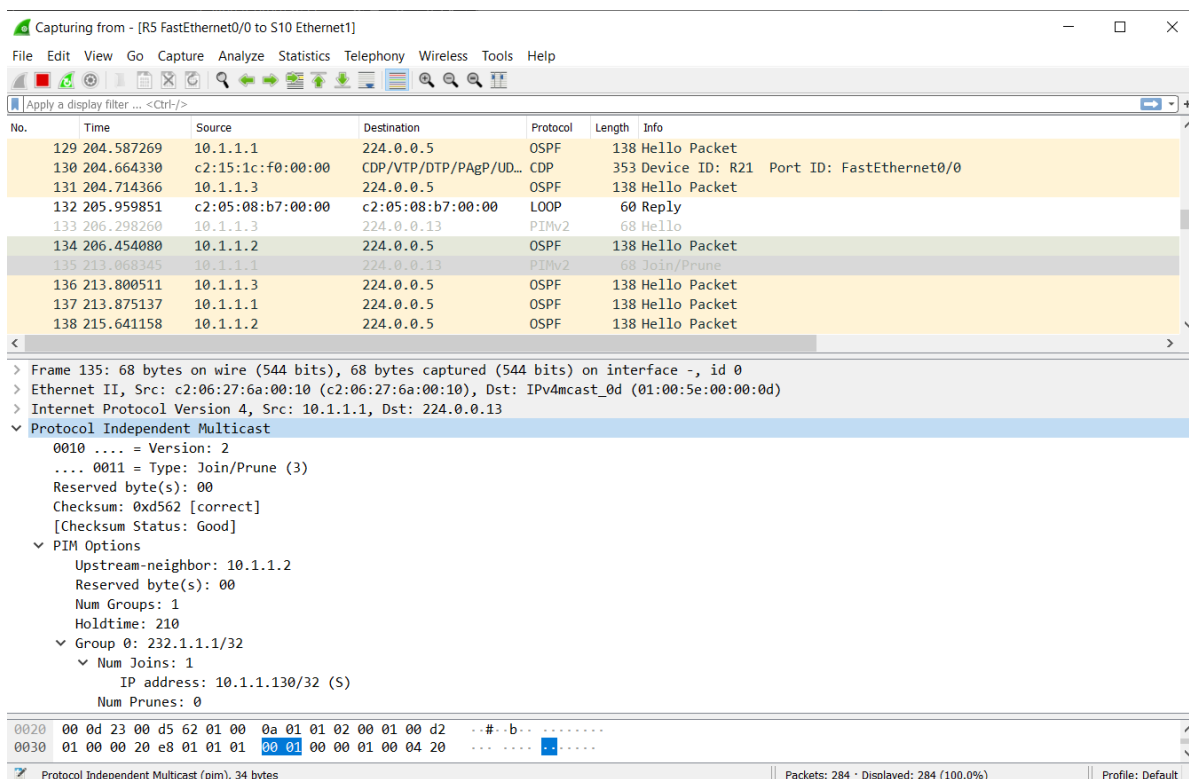 Capturing from - [R5 FastEthernet0/0 to S10 Ethernet1]
File Edit View Go Capture Analyze Statistics Telephony Wireless Tools Help
Apply a display filter ... <Ctrl-/>
No. Time Source Destination Protocol Length Info
129 204.587269 10.1.1.1 224.0.0.5 OSPF 138 Hello Packet
130 204.664330 c2:15:1c:f0:00:00 CDP/VTP/DTP/PAgP/UD… CDP 353 Device ID: R21 Port ID: FastEthernet0/0
131 204.714366 10.1.1.3 224.0.0.5 OSPF 138 Hello Packet
132 205.959851 c2:05:08:b7:00:00 c2:05:08:b7:00:00 LOOP 60 Reply
133 206.298260 10.1.1.3 224.0.0.13 PIMv2 68 Hello
134 206.454080 10.1.1.2 224.0.0.5 OSPF 138 Hello Packet
135 213.068345 10.1.1.1 224.0.0.13 PIMv2 68 Join/Prune
136 213.800511 10.1.1.3 224.0.0.5 OSPF 138 Hello Packet
137 213.875137 10.1.1.1 224.0.0.5 OSPF 138 Hello Packet
138 215.641158 10.1.1.2 224.0.0.5 OSPF 138 Hello Packet
Frame 135: 68 bytes on wire (544 bits), 68 bytes captured (544 bits) on interface -, id 0
Ethernet II, Src: c2:06:27:6a:00:10 (c2:06:27:6a:00:10), Dst: IPv4mcast_0d (01:00:5e:00:00:0d)
Internet Protocol Version 4, Src: 10.1.1.1, Dst: 224.0.0.13
Protocol Independent Multicast
0010 .... = Version: 2
.... 0011 = Type: Join/Prune (3)
Reserved byte(s): 00
Checksum: 0xd562 [correct]
[Checksum Status: Good]
PIM Options
Upstream-neighbor: 10.1.1.2
Reserved byte(s): 00
Num Groups: 1
Holdtime: 210
Group 0: 232.1.1.1/32
Num Joins: 1
IP address: 10.1.1.130/32 (S)
Num Prunes: 0
0020 00 0d 23 00 d5 62 01 00 0a 01 01 02 00 01 00 d2 ··#··b·· ········
0030 01 00 00 20 e8 01 01 01 00 01 00 00 01 00 04 20 ··· ···· ·······
Protocol Independent Multicast (pim), 34 bytes Packets: 284 · Displayed: 284 (100.0%) Profile: Default